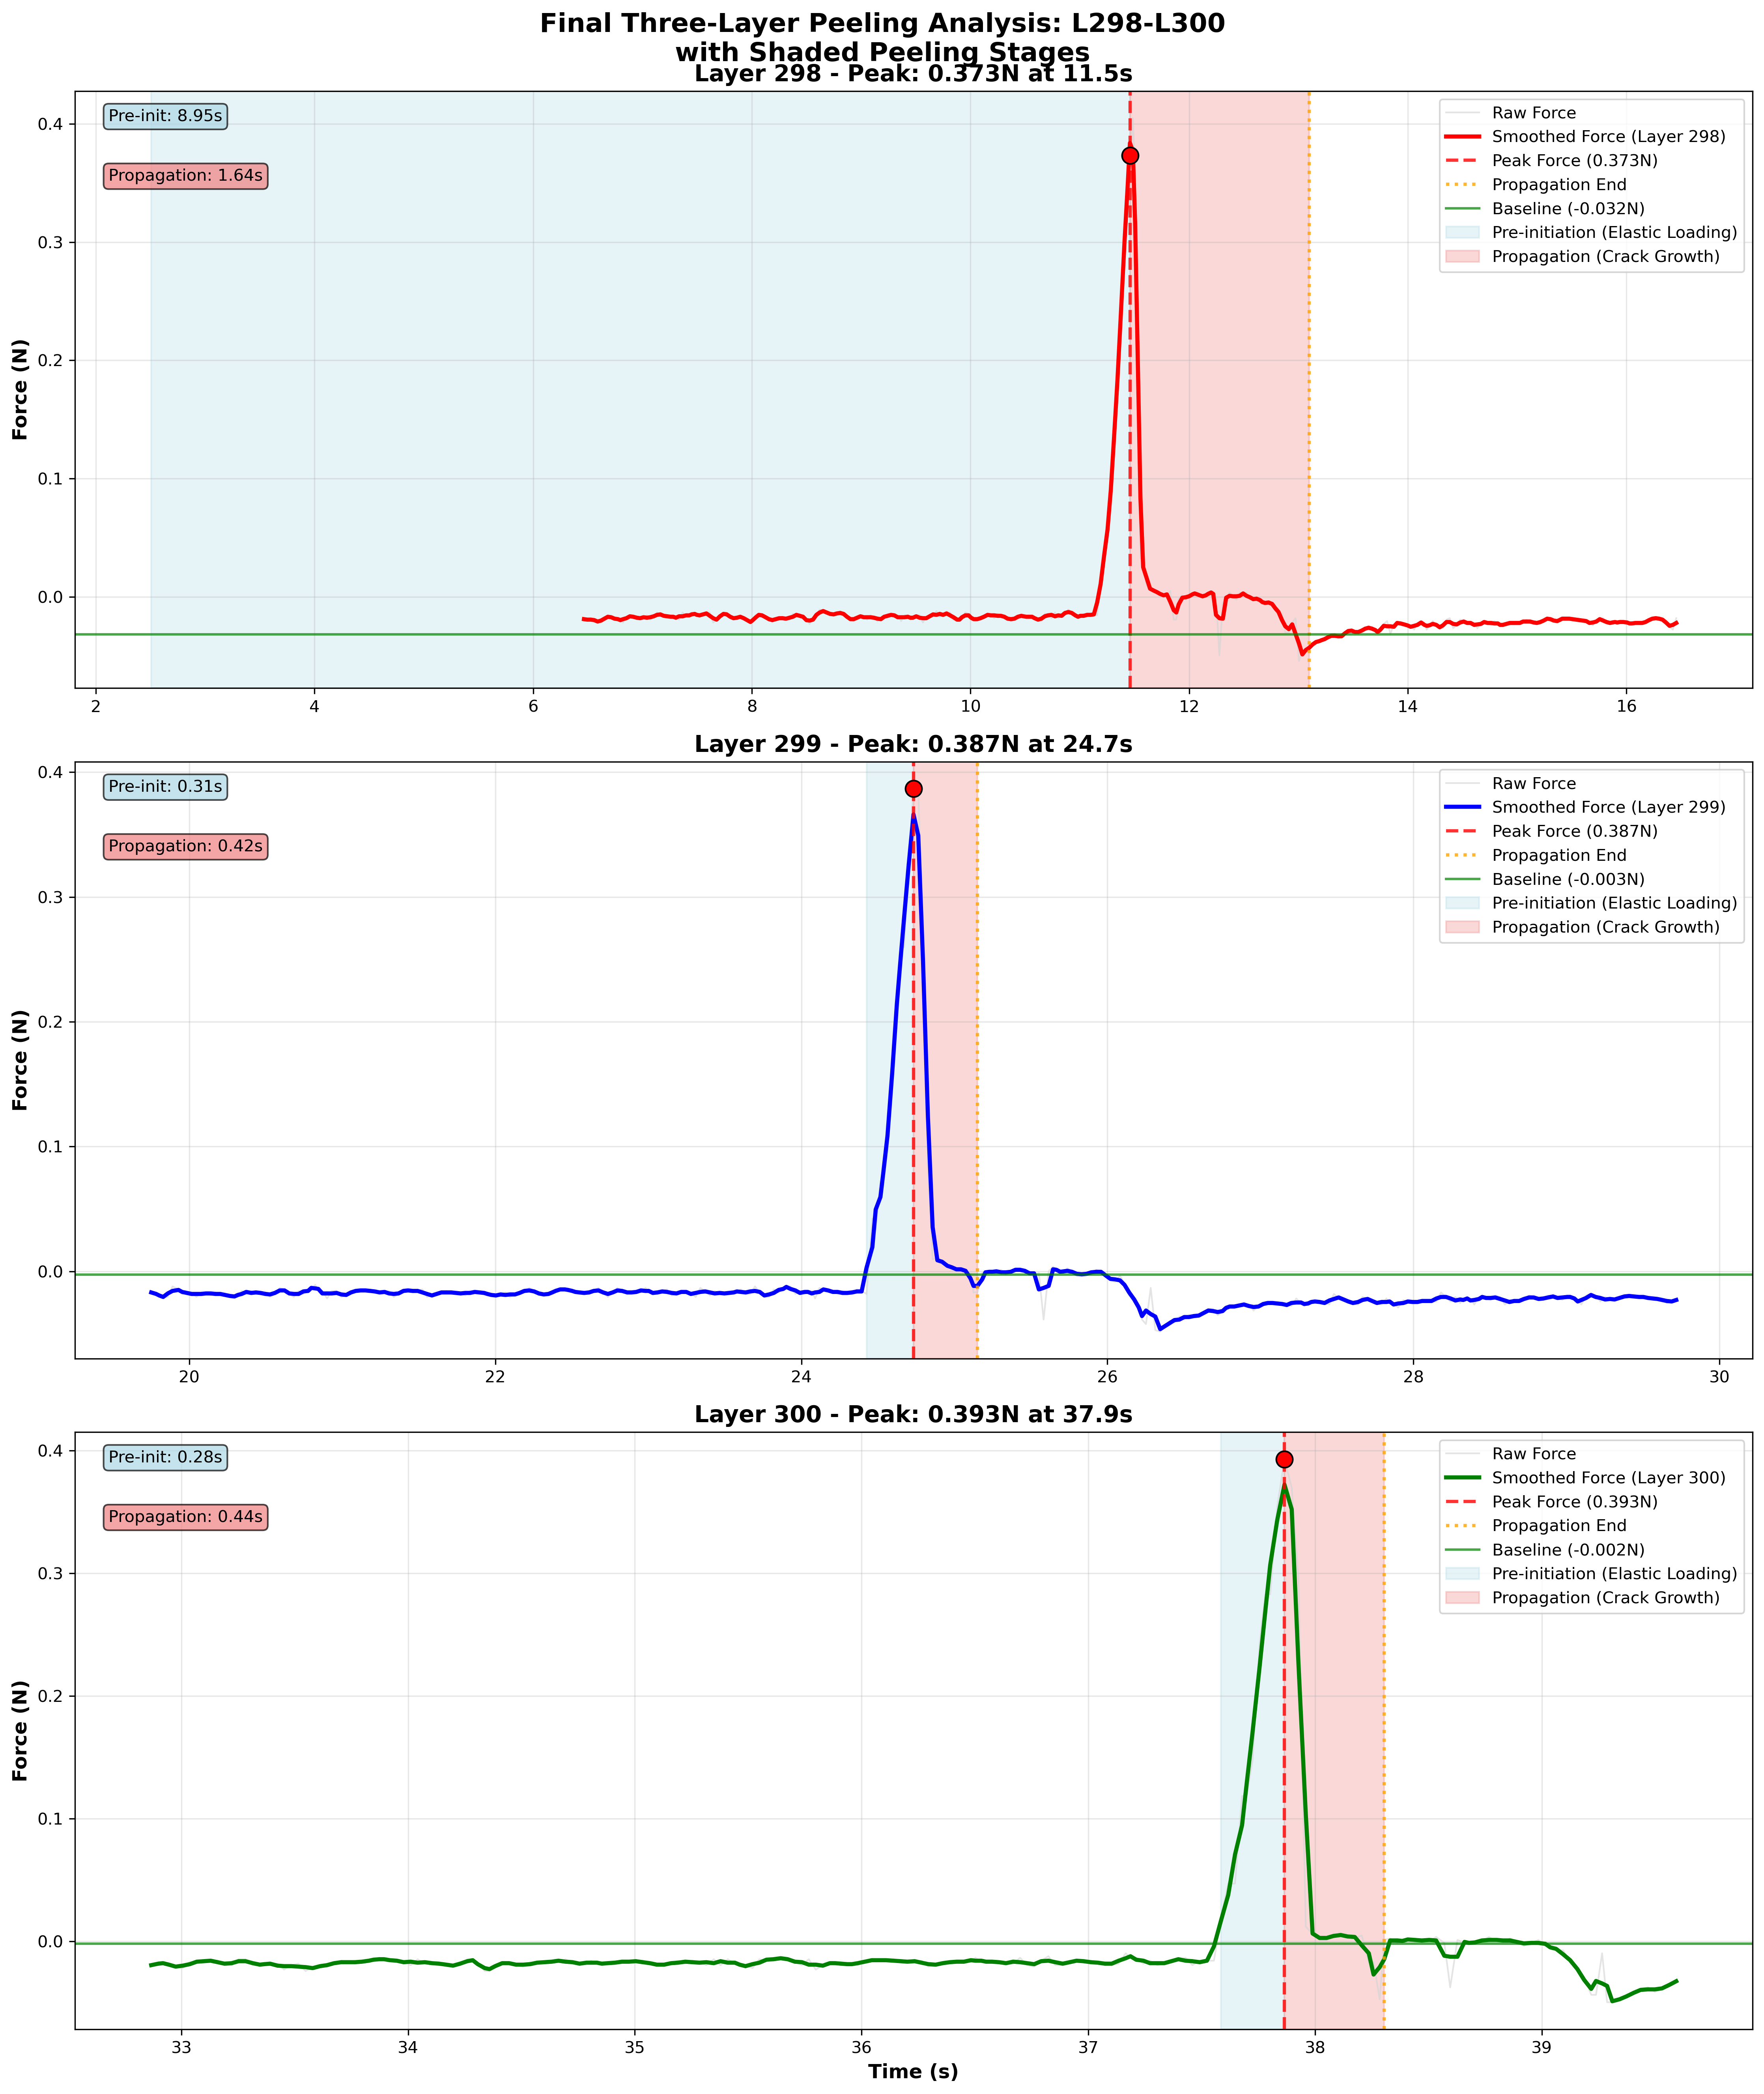 Final Three-Layer Peeling Analysis: L298-L300
with Shaded Peeling Stages
Layer 298 - Peak: 0.373N at 11.5s
Pre-init: 8.95s
Propagation: 1.64s
Raw Force
Smoothed Force (Layer 298)
Peak Force (0.373N)
Propagation End
Baseline (-0.032N)
Pre-initiation (Elastic Loading)
Propagation (Crack Growth)
Force (N)
0.4
0.3
0.2
0.1
0.0
2 4 6 8 10 12 14 16
Layer 299 - Peak: 0.387N at 24.7s
Pre-init: 0.31s
Propagation: 0.42s
Raw Force
Smoothed Force (Layer 299)
Peak Force (0.387N)
Propagation End
Baseline (-0.003N)
Pre-initiation (Elastic Loading)
Propagation (Crack Growth)
Force (N)
0.4
0.3
0.2
0.1
0.0
20 22 24 26 28 30
Layer 300 - Peak: 0.393N at 37.9s
Pre-init: 0.28s
Propagation: 0.44s
Raw Force
Smoothed Force (Layer 300)
Peak Force (0.393N)
Propagation End
Baseline (-0.002N)
Pre-initiation (Elastic Loading)
Propagation (Crack Growth)
Force (N)
0.4
0.3
0.2
0.1
0.0
33 34 35 36 37 38 39
Time (s)